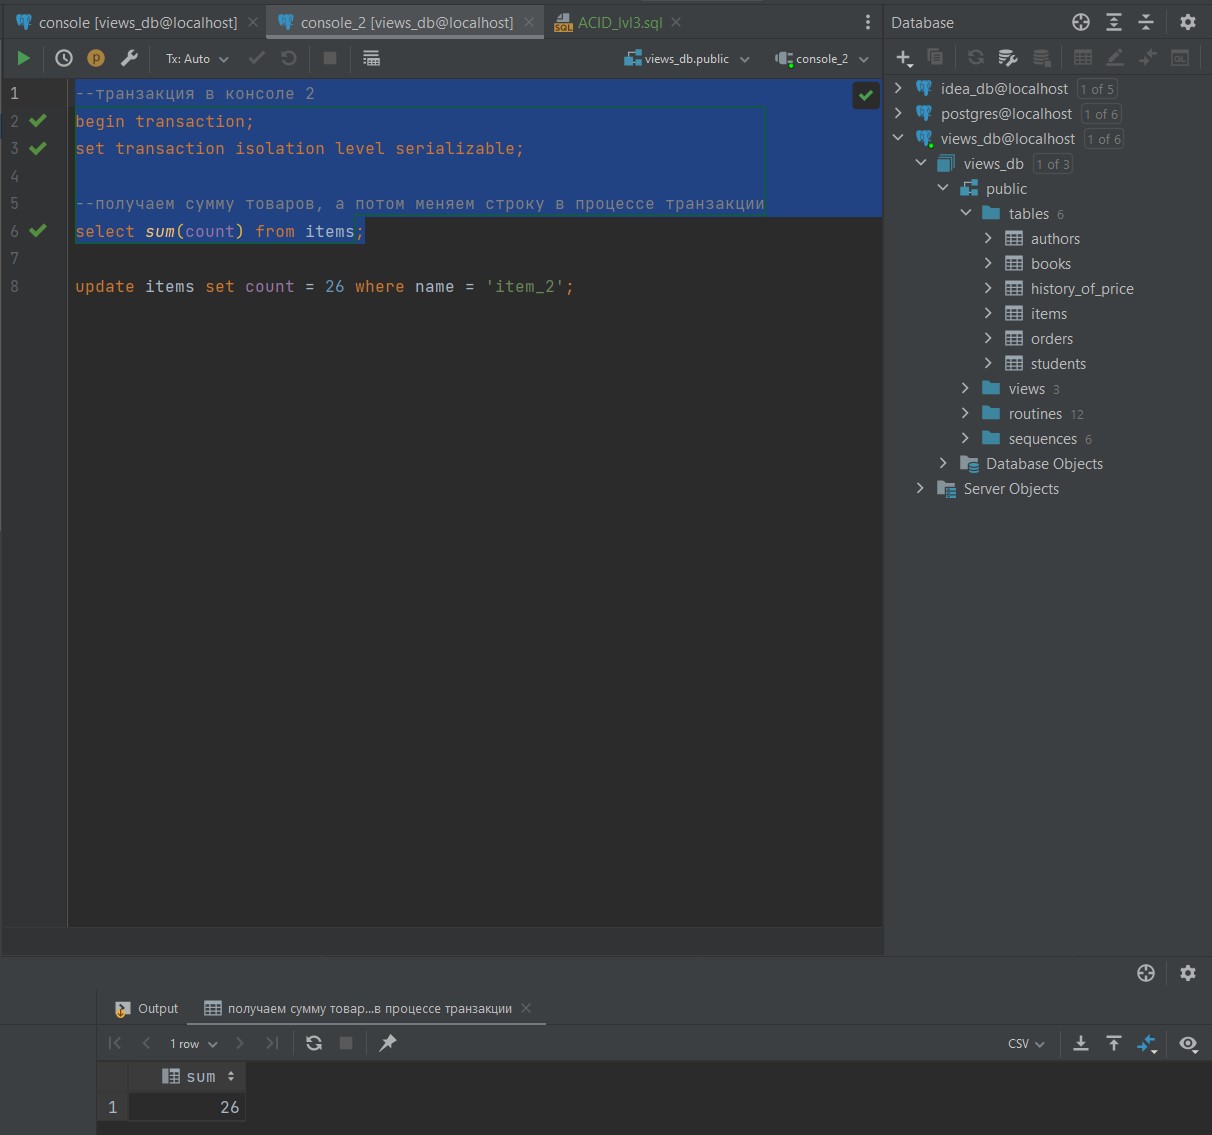 console [views_db@localhost]
console_2 [views_db@localhost]
SQL
ACID_lvl3.sql
Database
p
Tx: Auto
views_db.public
console_2
QL
1 --транзакция в консоле 2
2 begin transaction;
3 set transaction isolation level serializable;
4
5 --получаем сумму товаров, а потом меняем строку в процессе транзакции
6 select sum(count) from items;
7
8 update items set count = 26 where name = 'item_2';
idea_db@localhost 1 of 5
postgres@localhost 1 of 6
views_db@localhost 1 of 6
views_db 1 of 3
public
tables 6
authors
books
history_of_price
items
orders
students
views 3
routines 12
sequences 6
Database Objects
Server Objects
Output
получаем сумму товар...в процессе транзакции
1 row
CSV
sum
1 26